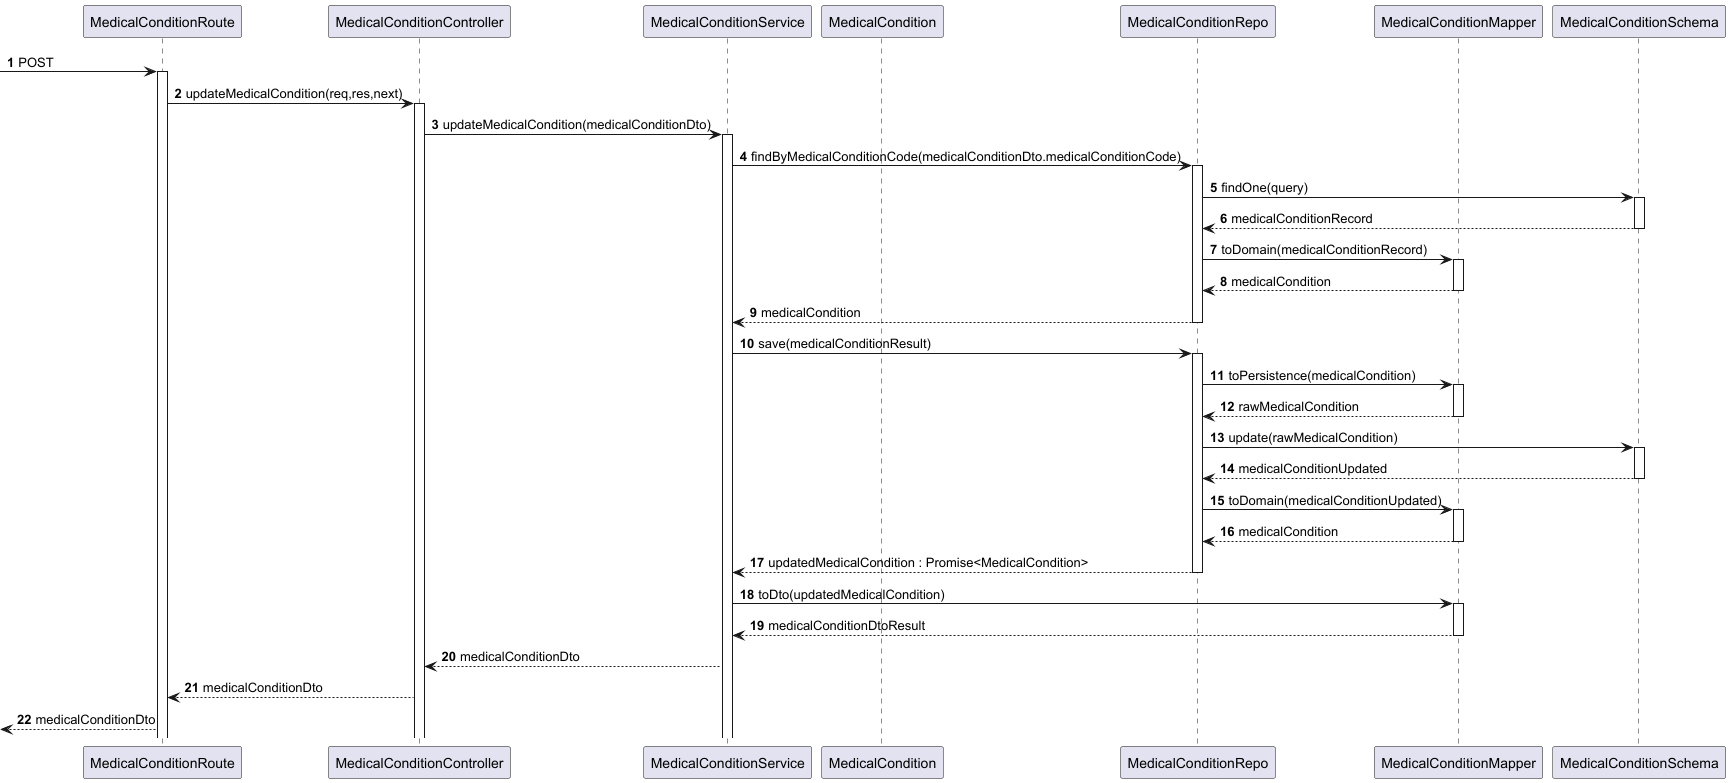 MedicalConditionRoute
MedicalConditionController
MedicalConditionService
MedicalCondition
MedicalConditionRepo
MedicalConditionMapper
MedicalConditionSchema
1 POST
2 updateMedicalCondition(req,res,next)
3 updateMedicalCondition(medicalConditionDto)
4 findByMedicalConditionCode(medicalConditionDto.medicalConditionCode)
5 findOne(query)
6 medicalConditionRecord
7 toDomain(medicalConditionRecord)
8 medicalCondition
9 medicalCondition
10 save(medicalConditionResult)
11 toPersistence(medicalCondition)
12 rawMedicalCondition
13 update(rawMedicalCondition)
14 medicalConditionUpdated
15 toDomain(medicalConditionUpdated)
16 medicalCondition
17 updatedMedicalCondition : Promise<MedicalCondition>
18 toDto(updatedMedicalCondition)
19 medicalConditionDtoResult
20 medicalConditionDto
21 medicalConditionDto
22 medicalConditionDto
MedicalConditionRoute
MedicalConditionController
MedicalConditionService
MedicalCondition
MedicalConditionRepo
MedicalConditionMapper
MedicalConditionSchema